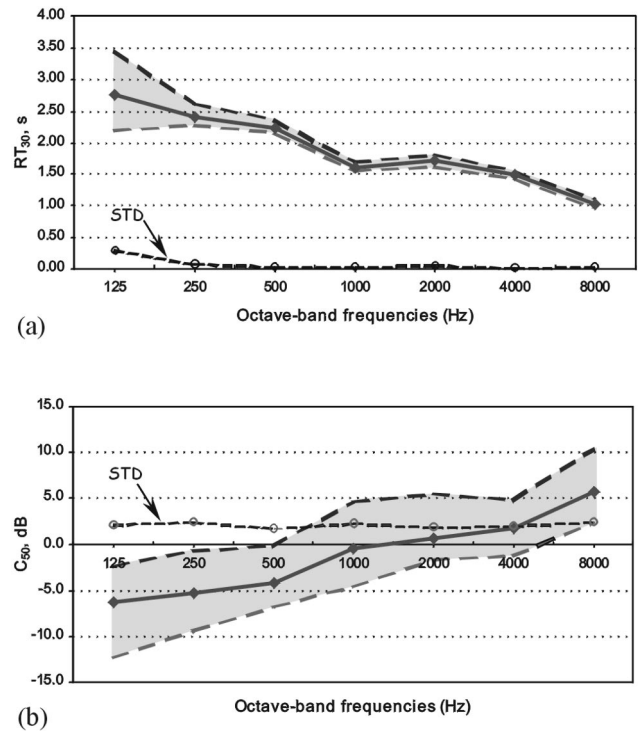 4.00
3.50
3.00
2.50
2.00
1.50
1.00
0.50
0.00
RT30, s
STD
125 250 500 1000 2000 4000 8000
Octave-band frequencies (Hz)
(a)
15.0
10.0
5.0
0.0
-5.0
-10.0
-15.0
C50, dB
STD
125 250 500 1000 2000 4000 8000
Octave-band frequencies (Hz)
(b)